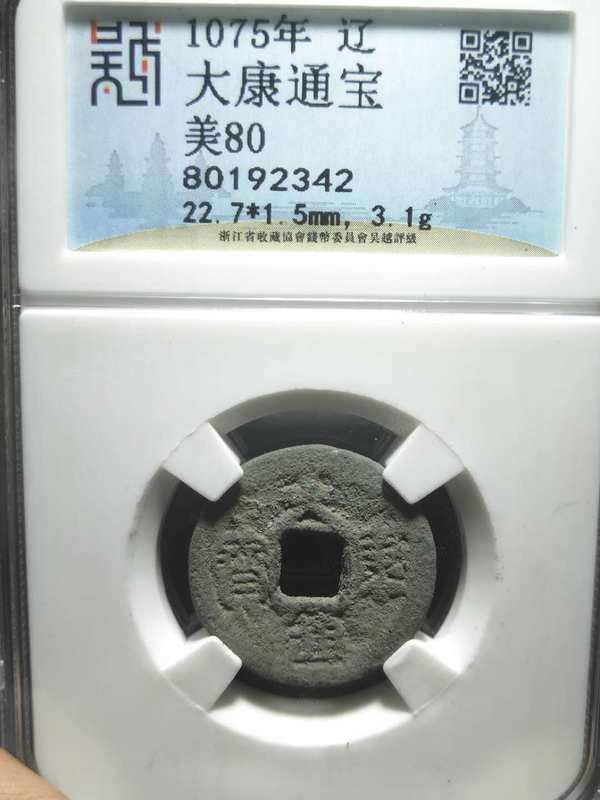 1075年 辽
大康通宝
美80
80192342
22.7*1.5mm, 3.1g
浙江省收藏協會錢幣委員會吴越評級